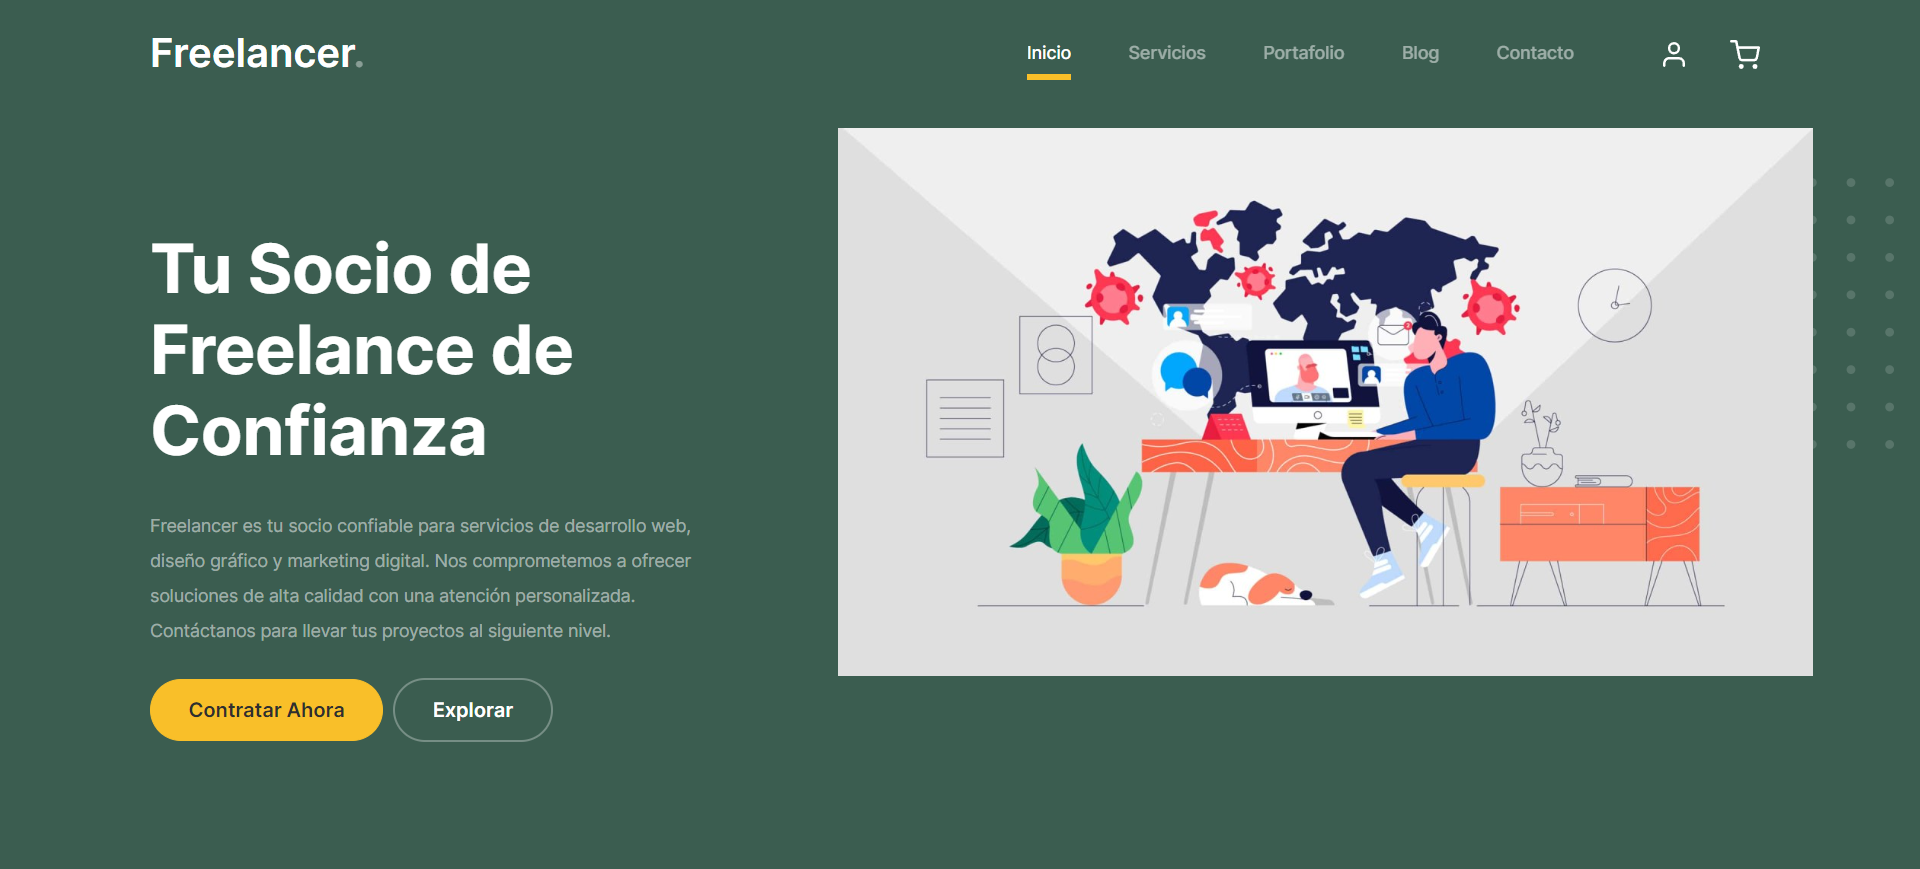 Freelancer.
Inicio Servicios Portafolio Blog Contacto
Tu Socio de
Freelance de
Confianza
Freelancer es tu socio confiable para servicios de desarrollo web,
diseño gráfico y marketing digital. Nos comprometemos a ofrecer
soluciones de alta calidad con una atención personalizada.
Contáctanos para llevar tus proyectos al siguiente nivel.
Contratar Ahora
Explorar